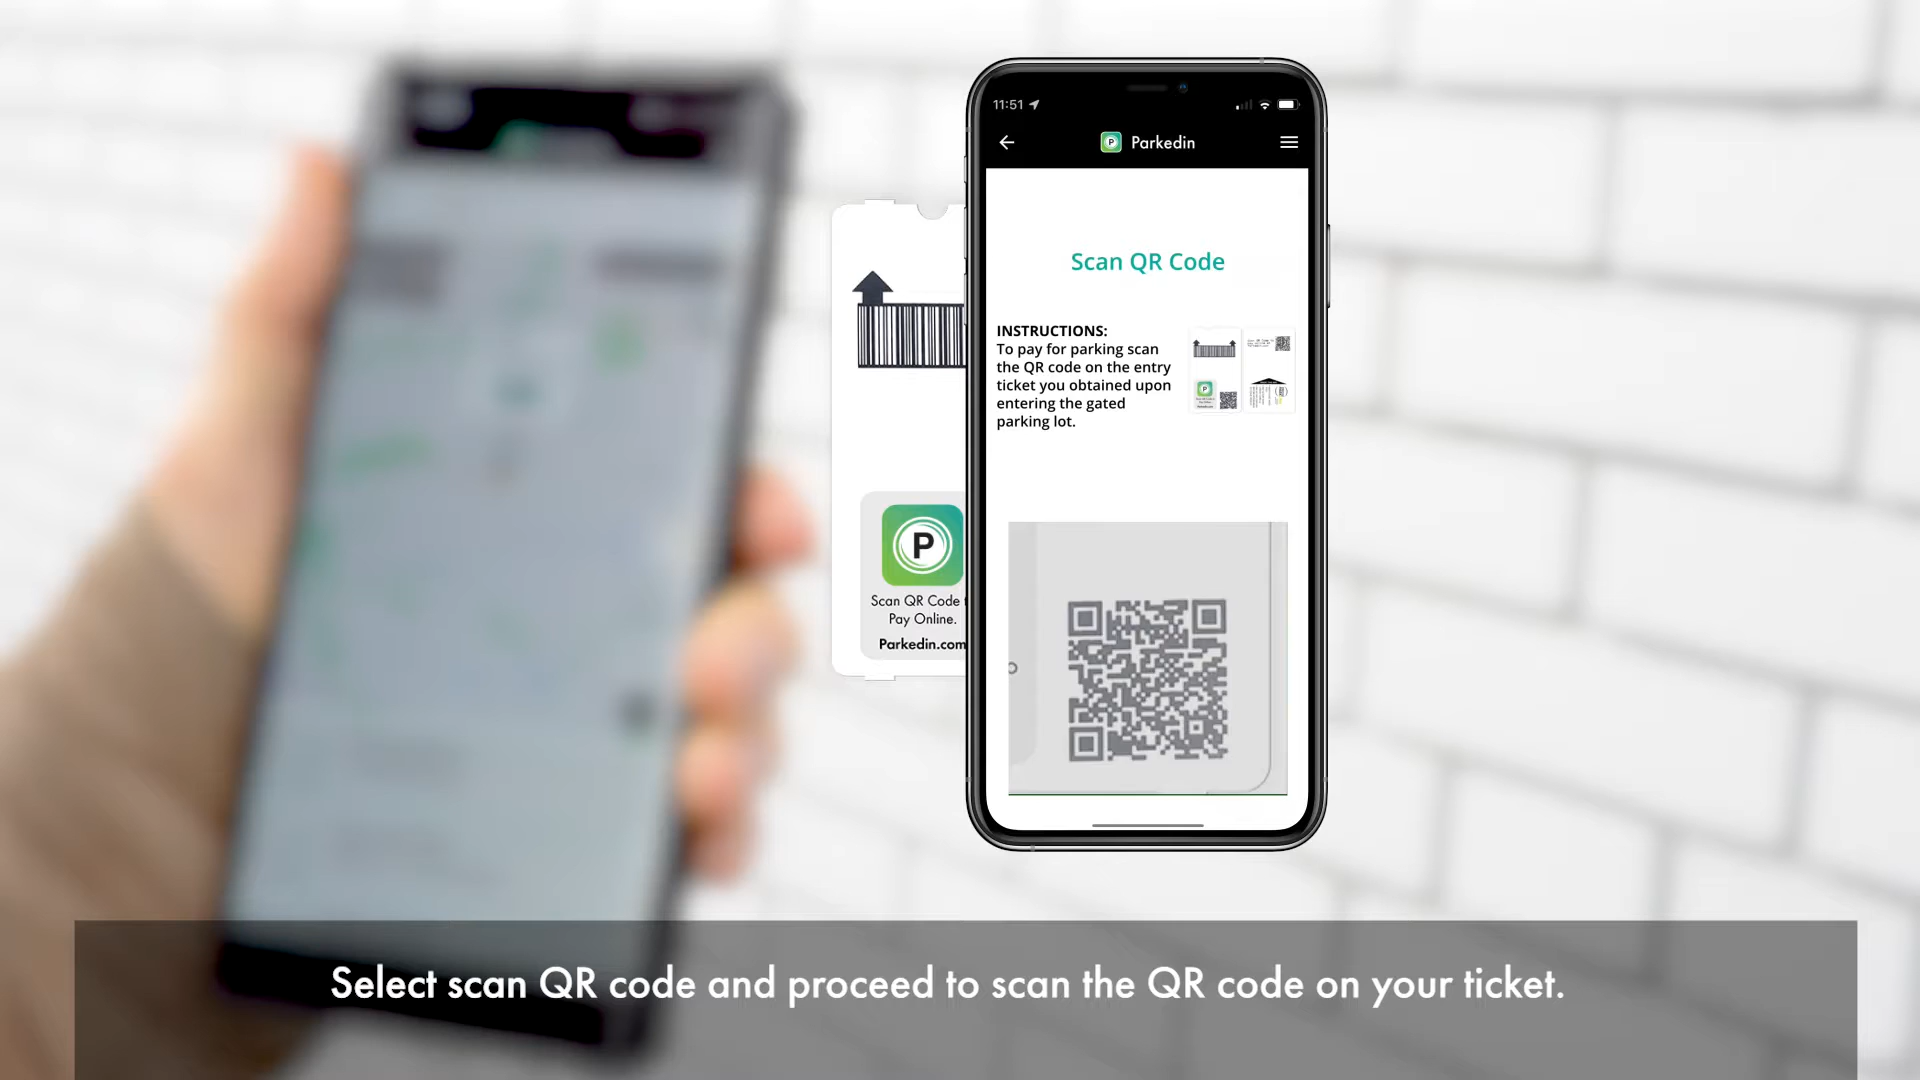 11:51
Parkedin
Scan QR Code
INSTRUCTIONS:
To pay for parking scan
the QR code on the entry
ticket you obtained upon
entering the gated
parking lot.
P
Scan QR Code
Pay Online.
Parkedin.com
Select scan QR code and proceed to scan the QR code on your ticket.